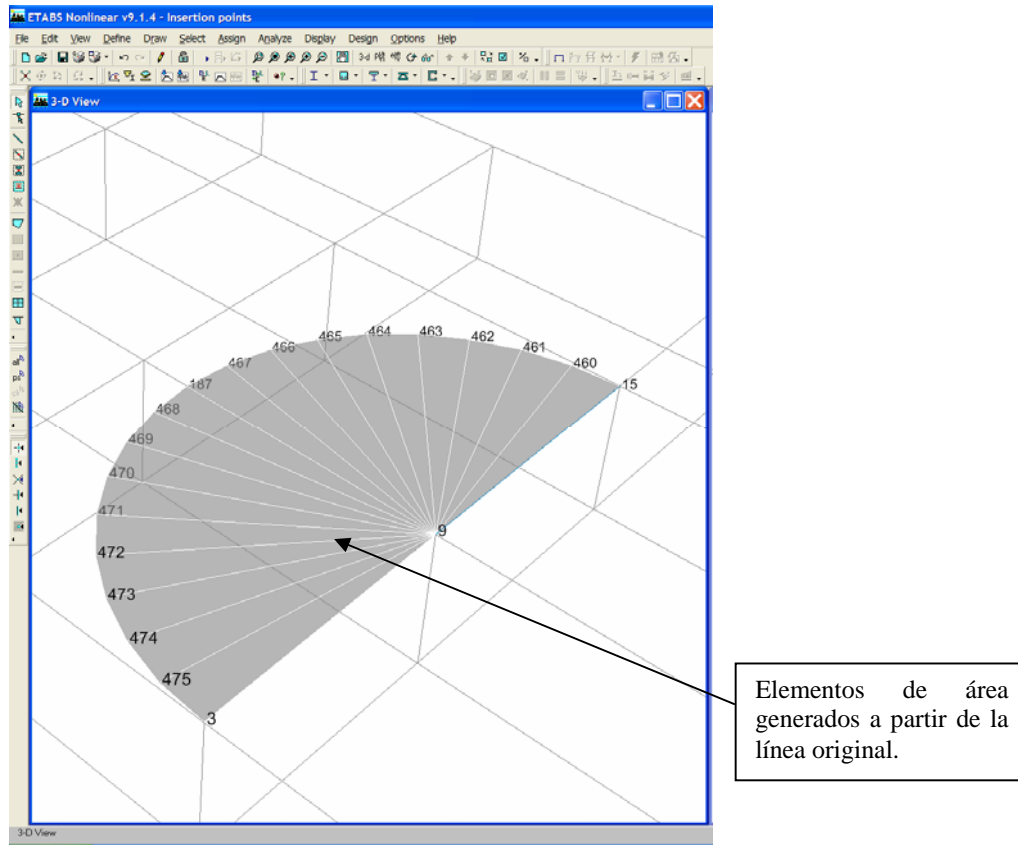 ETABS Nonlinear v9.1.4 - Insertion points
File Edit View Define Draw Select Assign Analyze Display Design Options Help
3-D View
465 464 463 462 461 460 15
466
467
187
468
469
470
471
472
9
473
474
475
3
Elementos de área
generados a partir de la
línea original.
3-D View